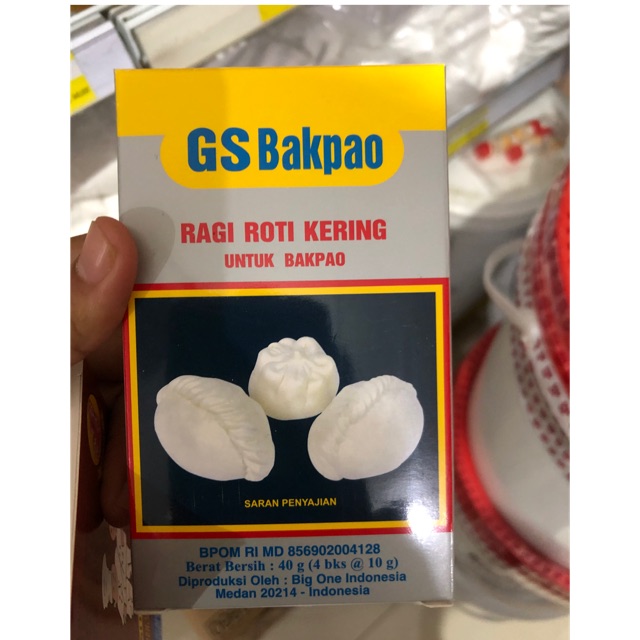 GS Bakpao
RAGI ROTI KERING
UNTUK BAKPAO
SARAN PENYAJIAN
BPOM RI MD 856902004128
Berat Bersih : 40 g (4 bks @ 10 g)
Diproduksi Oleh : Big One Indonesia
Medan 20214 - Indonesia